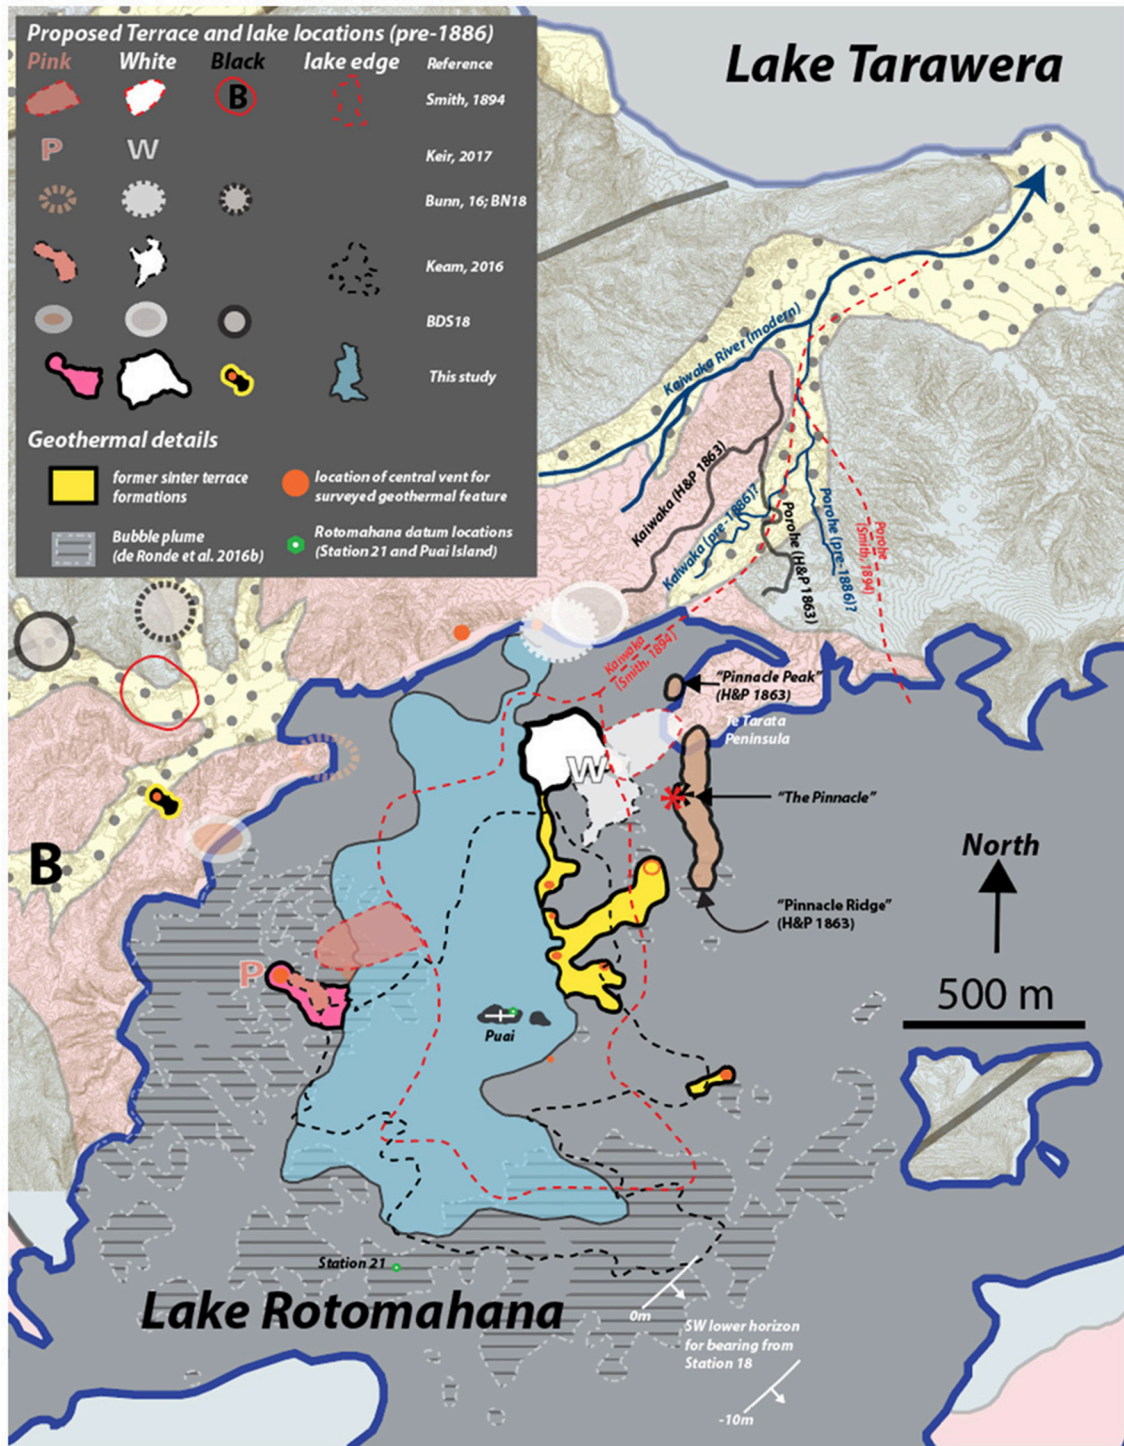 Proposed Terrace and lake locations (pre-1886)
Pink White Black lake edge Reference
B Smith, 1894
P W Keir, 2017
Bunn, 16; BN18
Keam, 2016
BDS18
This study
Geothermal details
former sinter terrace
formations
location of central vent for
surveyed geothermal feature
Bubble plume
(de Ronde et al. 2016b)
Rotomahana datum locations
(Station 21 and Puai Island)
Lake Tarawera
Kaiwaka River (modern)
Kaiwaka (H&P 1863)
Kaiwaka (pre-1886)?
Porohe (H&P 1863)
Porohe (pre-1886)?
Porohe
(Smith, 1894)
Kaiwaka
(Smith, 1894)
"Pinnacle Peak"
(H&P 1863)
Te Tarata
Peninsula
W
"The Pinnacle"
B
North
"Pinnacle Ridge"
(H&P 1863)
P
500 m
Puai
Station 21
Lake Rotomahana
0m
SW lower horizon
for bearing from
Station 18
-10m